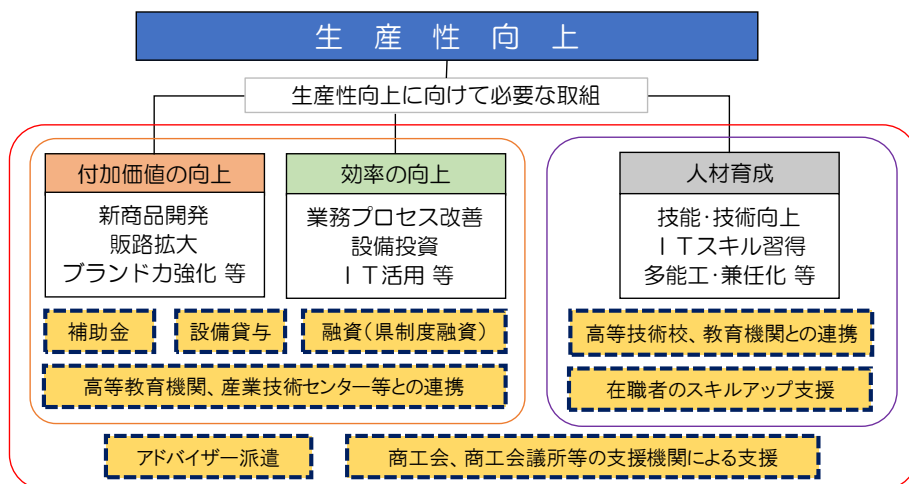 生産性向上
生産性向上に向けて必要な取組
付加価値の向上
新商品開発
販路拡大
ブランド力強化 等
効率の向上
業務プロセス改善
設備投資
ＩＴ活用 等
人材育成
技能・技術向上
ＩＴスキル習得
多能工・兼任化 等
補助金
設備貸与
融資（県制度融資）
高等教育機関、産業技術センター等との連携
高等技術校、教育機関との連携
在職者のスキルアップ支援
アドバイザー派遣
商工会、商工会議所等の支援機関による支援